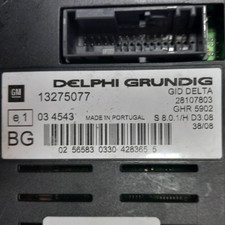 DELPHI GRUNDIG
GM
13275077
GID DELTA
28107803
GHR 5902
e1
03 4543
MADE IN PORTUGAL
S 8.0.1/H D3.08
38/08
BG
02 56583 0330 428365 5